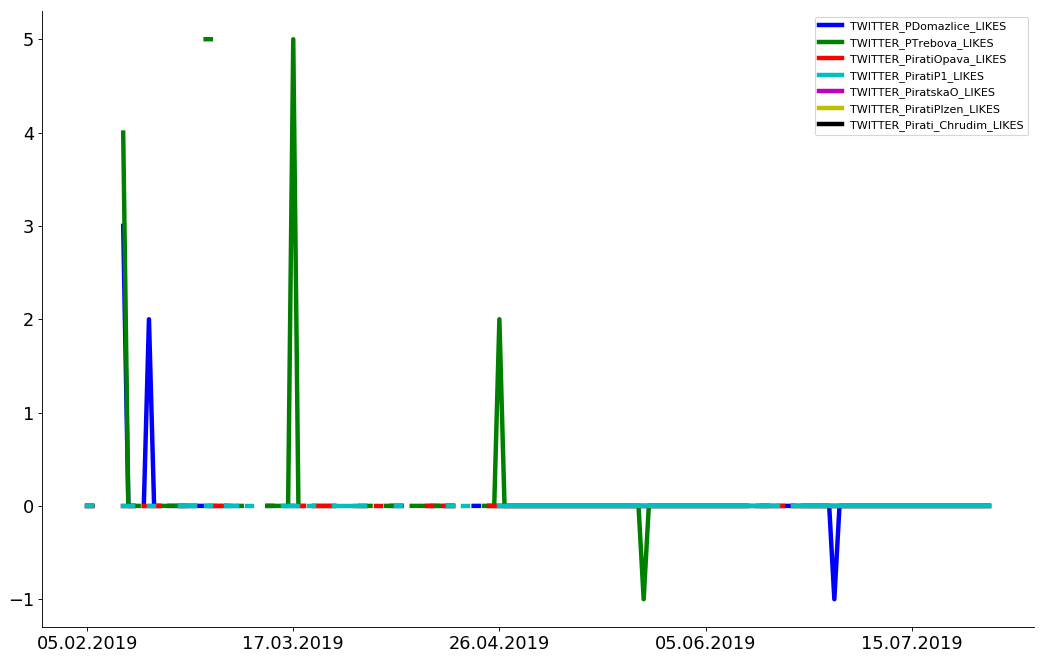 5
4
3
2
1
0
−1
05.02.2019
17.03.2019
26.04.2019
05.06.2019
15.07.2019
TWITTER_PDomazlice_LIKES
TWITTER_PTrebova_LIKES
TWITTER_PiratiOpava_LIKES
TWITTER_PiratiP1_LIKES
TWITTER_PiratskaO_LIKES
TWITTER_PiratiPlzen_LIKES
TWITTER_Pirati_Chrudim_LIKES